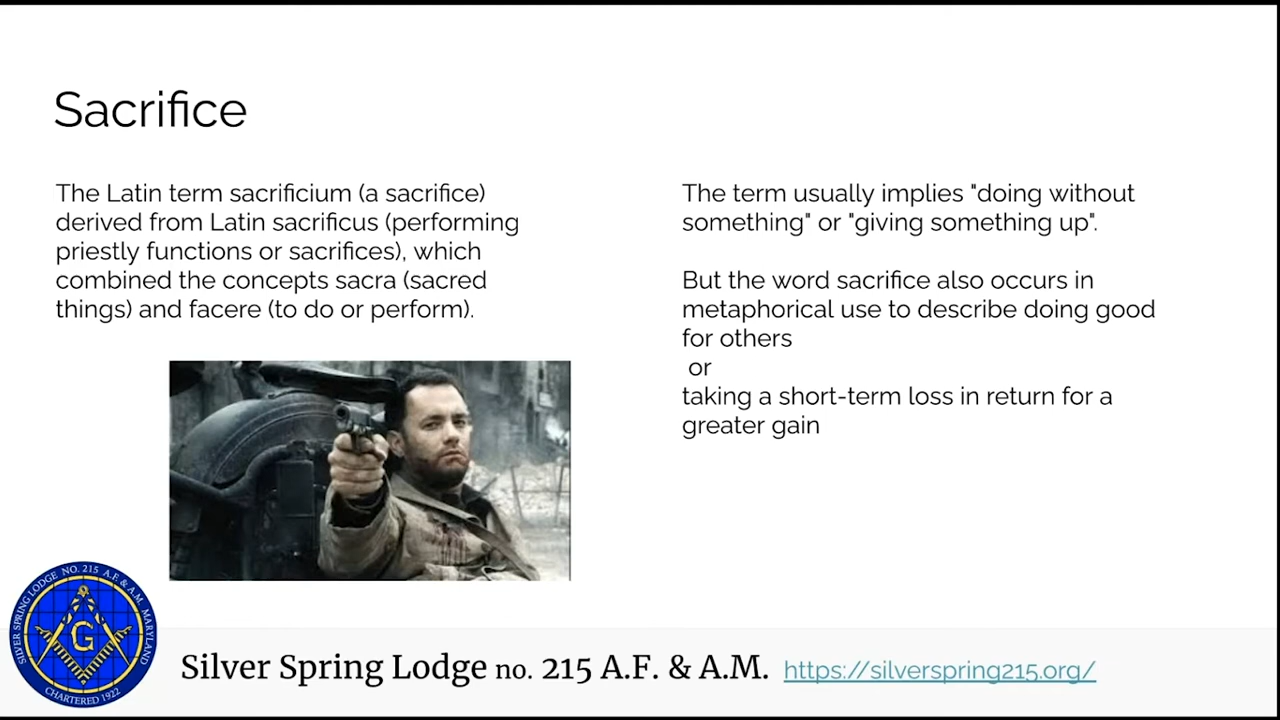 Sacrifice
The Latin term sacrificium (a sacrifice)
derived from Latin sacrificus (performing
priestly functions or sacrifices), which
combined the concepts sacra (sacred
things) and facere (to do or perform).
The term usually implies "doing without
something" or "giving something up".
But the word sacrifice also occurs in
metaphorical use to describe doing good
for others
or
taking a short-term loss in return for a
greater gain
SILVER SPRING LODGE NO. 215 A.F. & A.M. MARYLAND
G
CHARTERED 1922
Silver Spring Lodge no. 215 A.F. & A.M. https://silverspring215.org/